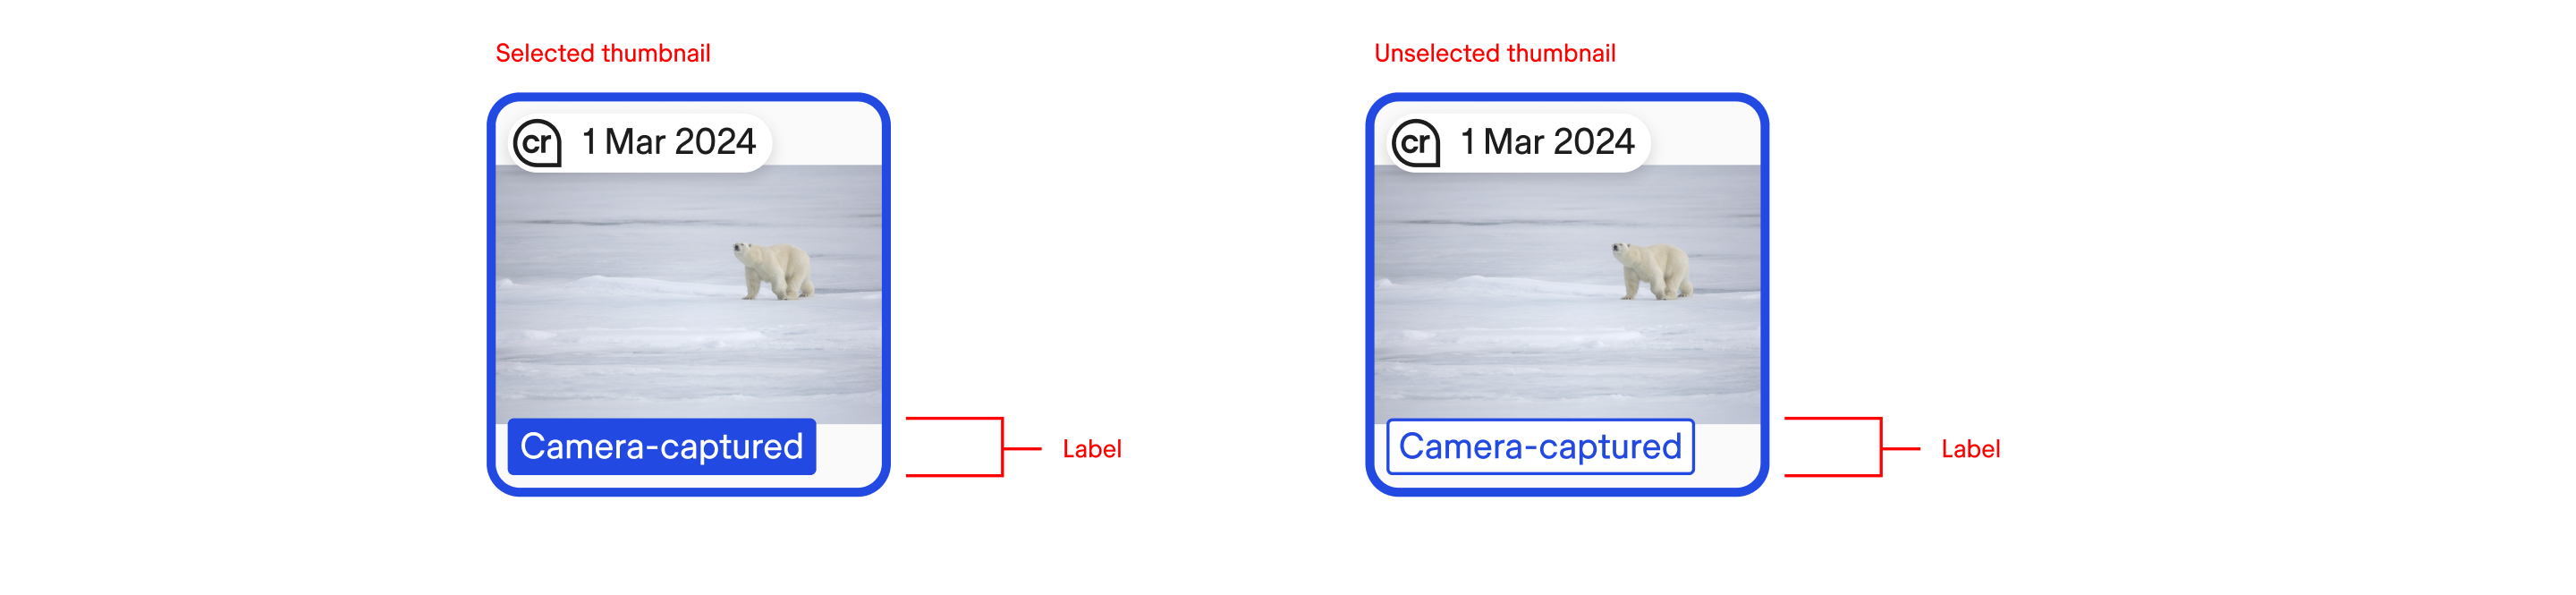 Selected thumbnail
Unselected thumbnail
cr 1 Mar 2024
cr 1 Mar 2024
Camera-captured
Label
Camera-captured
Label